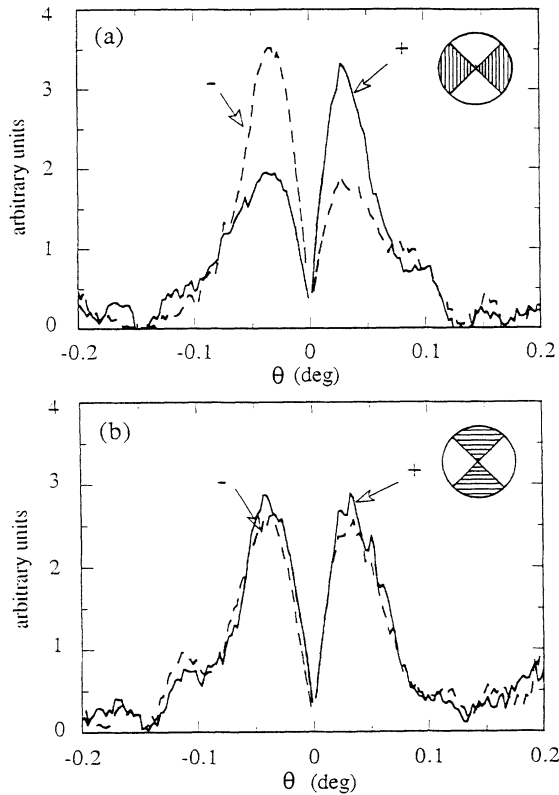 4
(a)
+
-
3
arbitrary units
2
1
0
-0.2 -0.1 0 0.1 0.2
θ (deg)
4
(b)
+
-
3
arbitrary units
2
1
0
-0.2 -0.1 0 0.1 0.2
θ (deg)